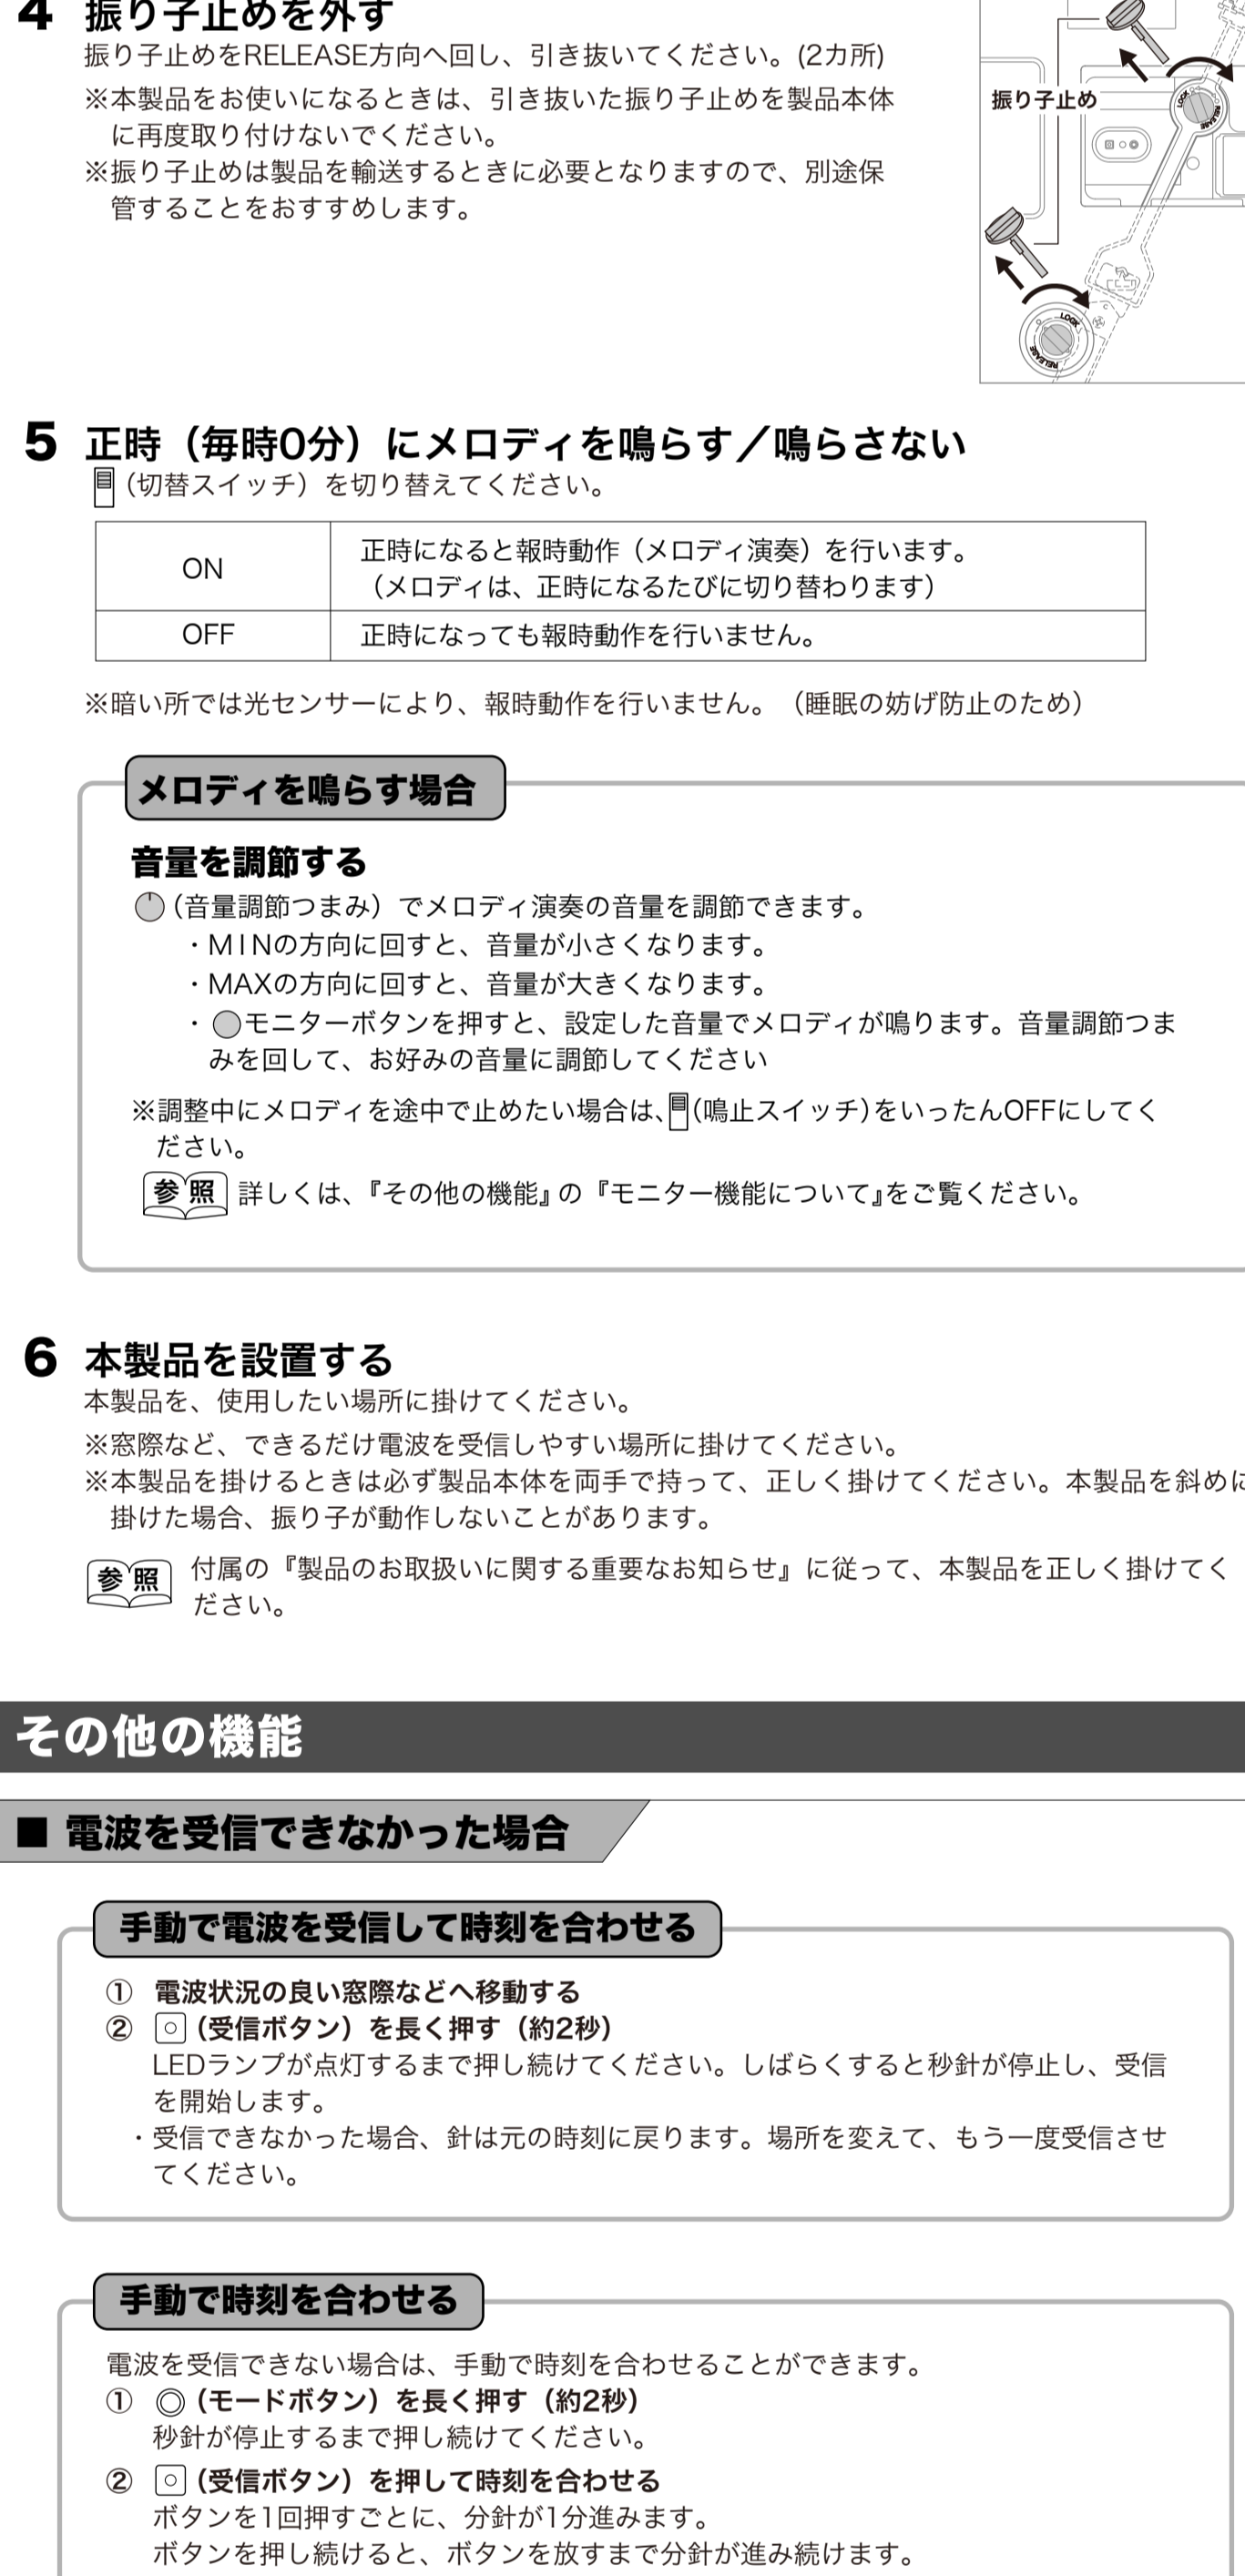 4 振り子止めを外す
振り子止めをRELEASE方向へ回し、引き抜いてください。(2カ所)
※本製品をお使いになるときは、引き抜いた振り子止めを製品本体
に再度取り付けないでください。
※振り子止めは製品を輸送するときに必要となりますので、別途保
管することをおすすめします。
振り子止め
LOCK
RELEASE
LOCK
RELEASE
5 正時（毎時0分）にメロディを鳴らす／鳴らさない
（切替スイッチ）を切り替えてください。
ON
正時になると報時動作（メロディ演奏）を行います。
（メロディは、正時になるたびに切り替わります）
OFF
正時になっても報時動作を行いません。
※暗い所では光センサーにより、報時動作を行いません。（睡眠の妨げ防止のため）
メロディを鳴らす場合
音量を調節する
（音量調節つまみ）でメロディ演奏の音量を調節できます。
・MINの方向に回すと、音量が小さくなります。
・MAXの方向に回すと、音量が大きくなります。
・モニターボタンを押すと、設定した音量でメロディが鳴ります。音量調節つま
みを回して、お好みの音量に調節してください
※調整中にメロディを途中で止めたい場合は、(鳴止スイッチ)をいったんOFFにしてく
ださい。
参照 詳しくは、『その他の機能』の『モニター機能について』をご覧ください。
6 本製品を設置する
本製品を、使用したい場所に掛けてください。
※窓際など、できるだけ電波を受信しやすい場所に掛けてください。
※本製品を掛けるときは必ず製品本体を両手で持って、正しく掛けてください。本製品を斜めに
掛けた場合、振り子が動作しないことがあります。
参照 付属の『製品のお取扱いに関する重要なお知らせ』に従って、本製品を正しく掛けてく
ださい。
その他の機能
■ 電波を受信できなかった場合
手動で電波を受信して時刻を合わせる
① 電波状況の良い窓際などへ移動する
② （受信ボタン）を長く押す（約2秒）
LEDランプが点灯するまで押し続けてください。しばらくすると秒針が停止し、受信
を開始します。
・受信できなかった場合、針は元の時刻に戻ります。場所を変えて、もう一度受信させ
てください。
手動で時刻を合わせる
電波を受信できない場合は、手動で時刻を合わせることができます。
① ◎（モードボタン）を長く押す（約2秒）
秒針が停止するまで押し続けてください。
② （受信ボタン）を押して時刻を合わせる
ボタンを1回押すごとに、分針が1分進みます。
ボタンを押し続けると、ボタンを放すまで分針が進み続けます。